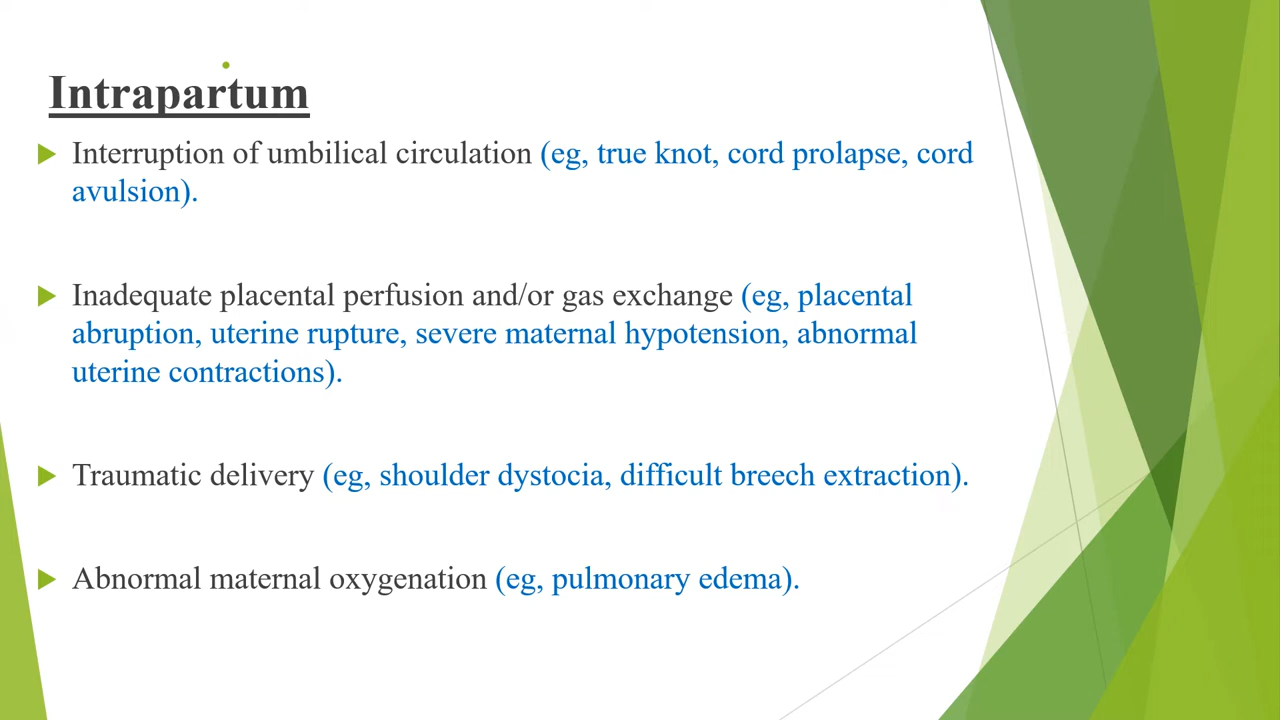 Intrapartum
Interruption of umbilical circulation (eg, true knot, cord prolapse, cord
avulsion).
Inadequate placental perfusion and/or gas exchange (eg, placental
abruption, uterine rupture, severe maternal hypotension, abnormal
uterine contractions).
Traumatic delivery (eg, shoulder dystocia, difficult breech extraction).
Abnormal maternal oxygenation (eg, pulmonary edema).